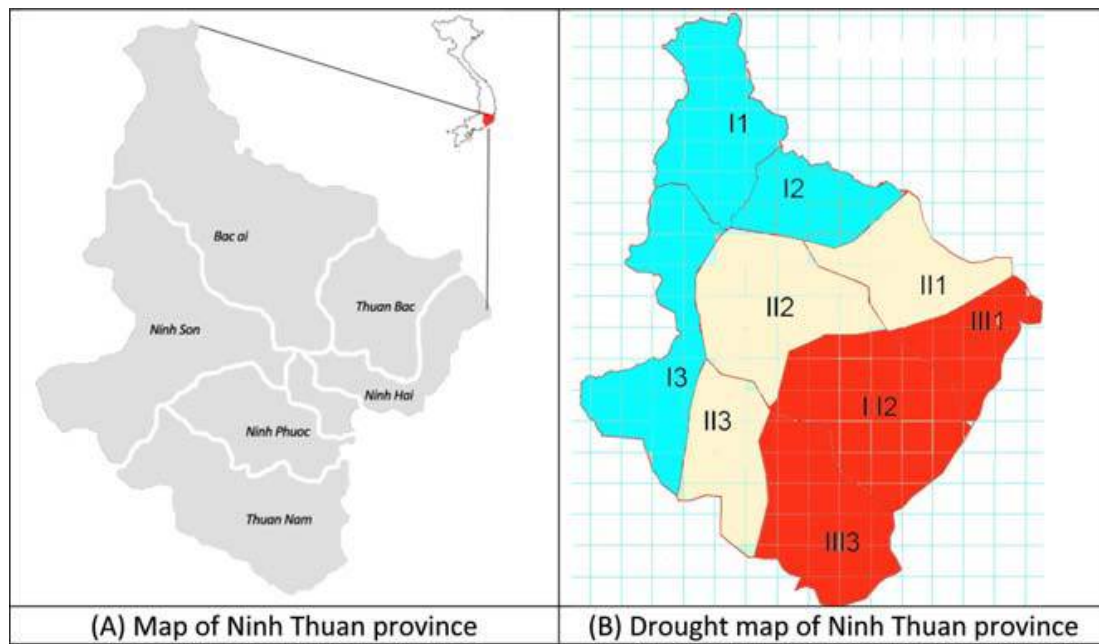 Bac ai
Thuan Bac
Ninh Son
Ninh Hai
Ninh Phuoc
Thuan Nam
(A) Map of Ninh Thuan province
I1
I2
II1
II2
III1
I3
I I2
II3
III3
(B) Drought map of Ninh Thuan province